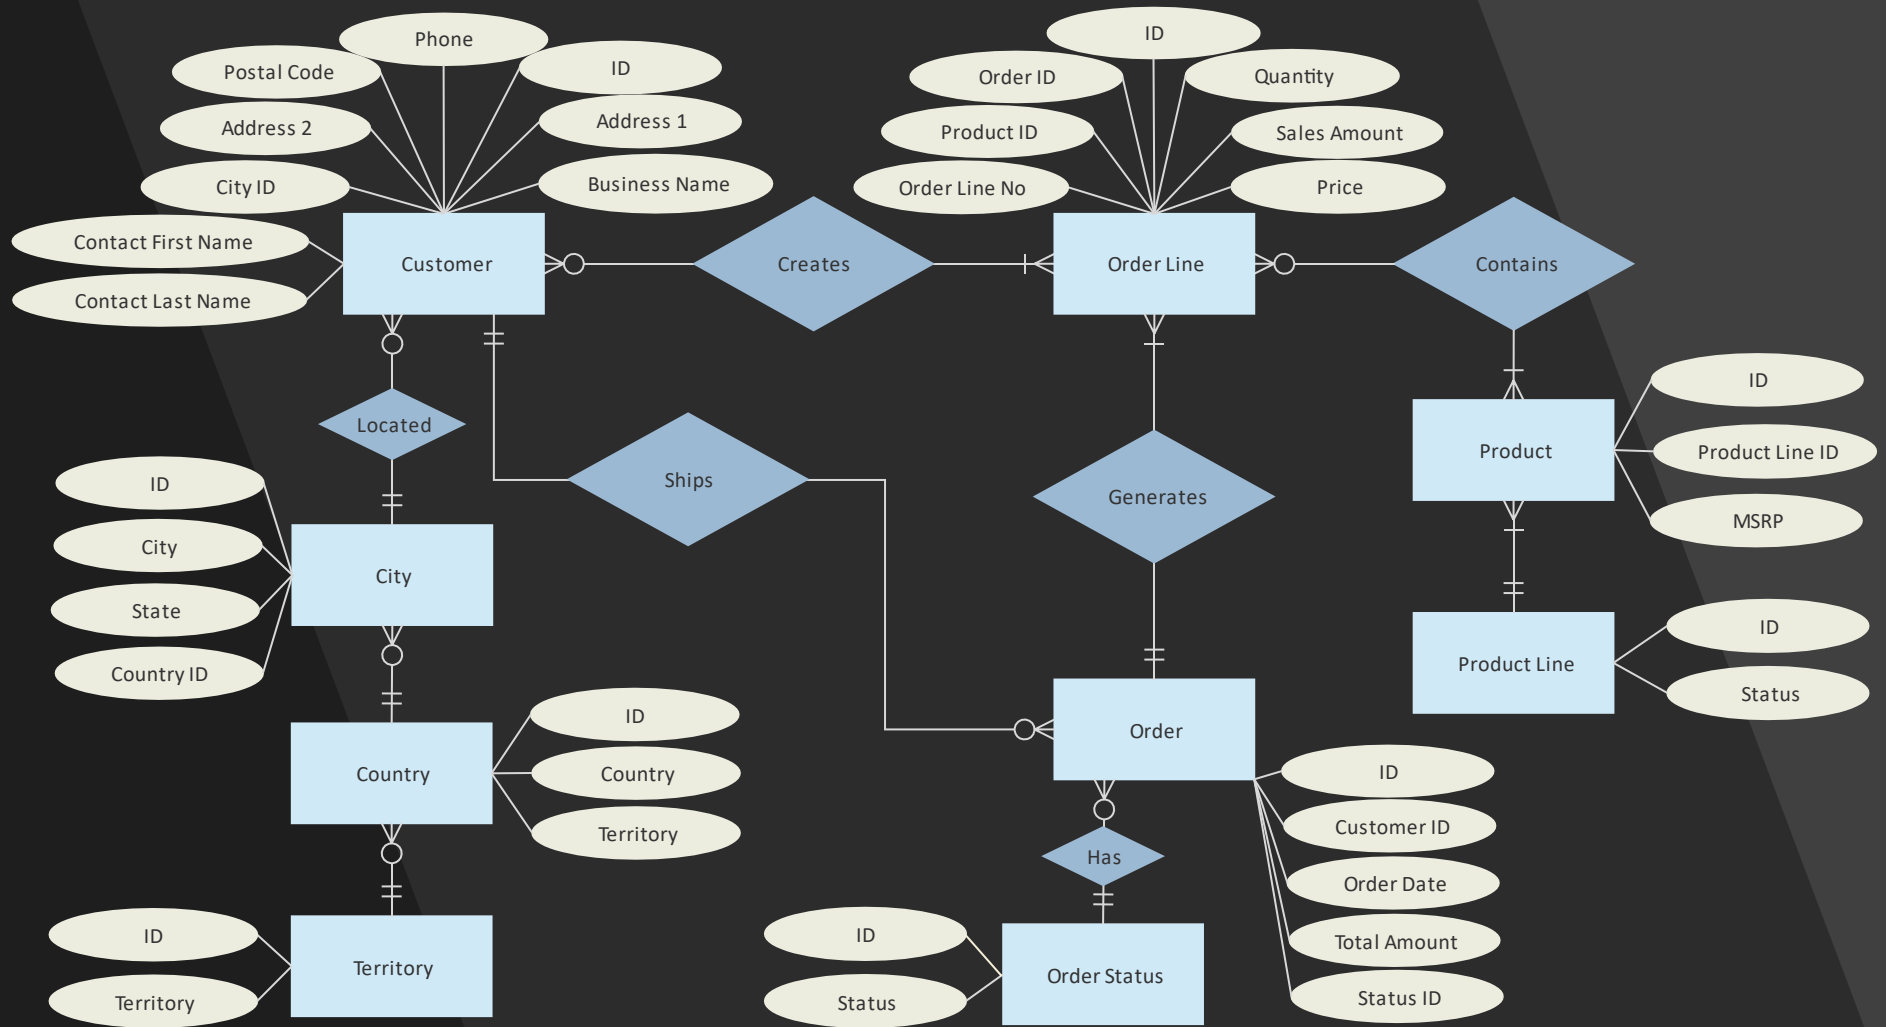 Phone
ID
Postal Code
ID
Order ID
Quantity
Address 2
Address 1
Product ID
Sales Amount
City ID
Business Name
Order Line No
Price
Contact First Name
Customer
Creates
Order Line
Contains
Contact Last Name
ID
Located
Product
Product Line ID
ID
Ships
Generates
MSRP
City
City
State
ID
Country ID
Product Line
Status
ID
Order
Country
Country
ID
Territory
Customer ID
Has
Order Date
ID
ID
Total Amount
Territory
Order Status
Territory
Status
Status ID